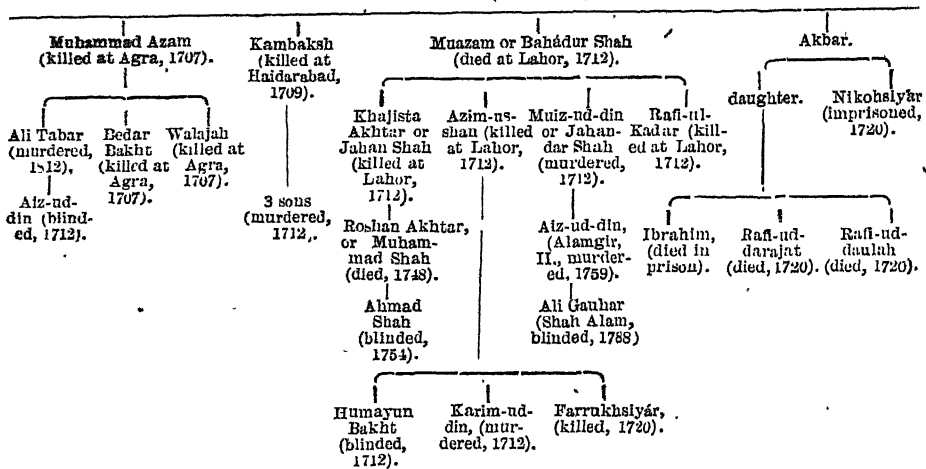 Muhammad Azam
(killed at Agra, 1707).
Kambaksh
(killed at
Haidarabad,
1709).
Muazam or Bahádur Shah
(died at Lahor, 1712).
Akbar.
Ali Tabar
(murdered,
1812),
Bedar
Bakht
(killed at
Agra,
1707).
Walajah
(killed at
Agra,
1707).
Aiz-ud-
din (blind-
ed, 1712).
3 sons
(murdered,
1712,.
Khajista
Akhtar or
Jahan Shah
(killed at
Lahor,
1712).
Azim-us-
shan (killed
at Lahor,
1712).
Muiz-ud-din
or Jahan-
dar Shah
(murdered,
1712).
Rafi-ul-
Kadar (kill-
ed at Lahor,
1712).
daughter.
Nikohsiyár
(imprisoned,
1720).
Roshan Akhtar,
or Muham-
mad Shah
(died, 1748).
Aiz-ud-din,
(Alamgir,
II., murder-
ed, 1759).
Ibrahim,
(died in
prison).
Rafi-ud-
darajat
(died, 1720).
Rafi-ud-
daulah
(died, 1720).
Ahmad
Shah
(blinded,
1754).
Ali Gauhar
(Shah Alam,
blinded, 1788)
Humayun
Bakht
(blinded,
1712).
Karim-ud-
din, (mur-
dered, 1712).
Farrukhsiyár,
(killed, 1720).